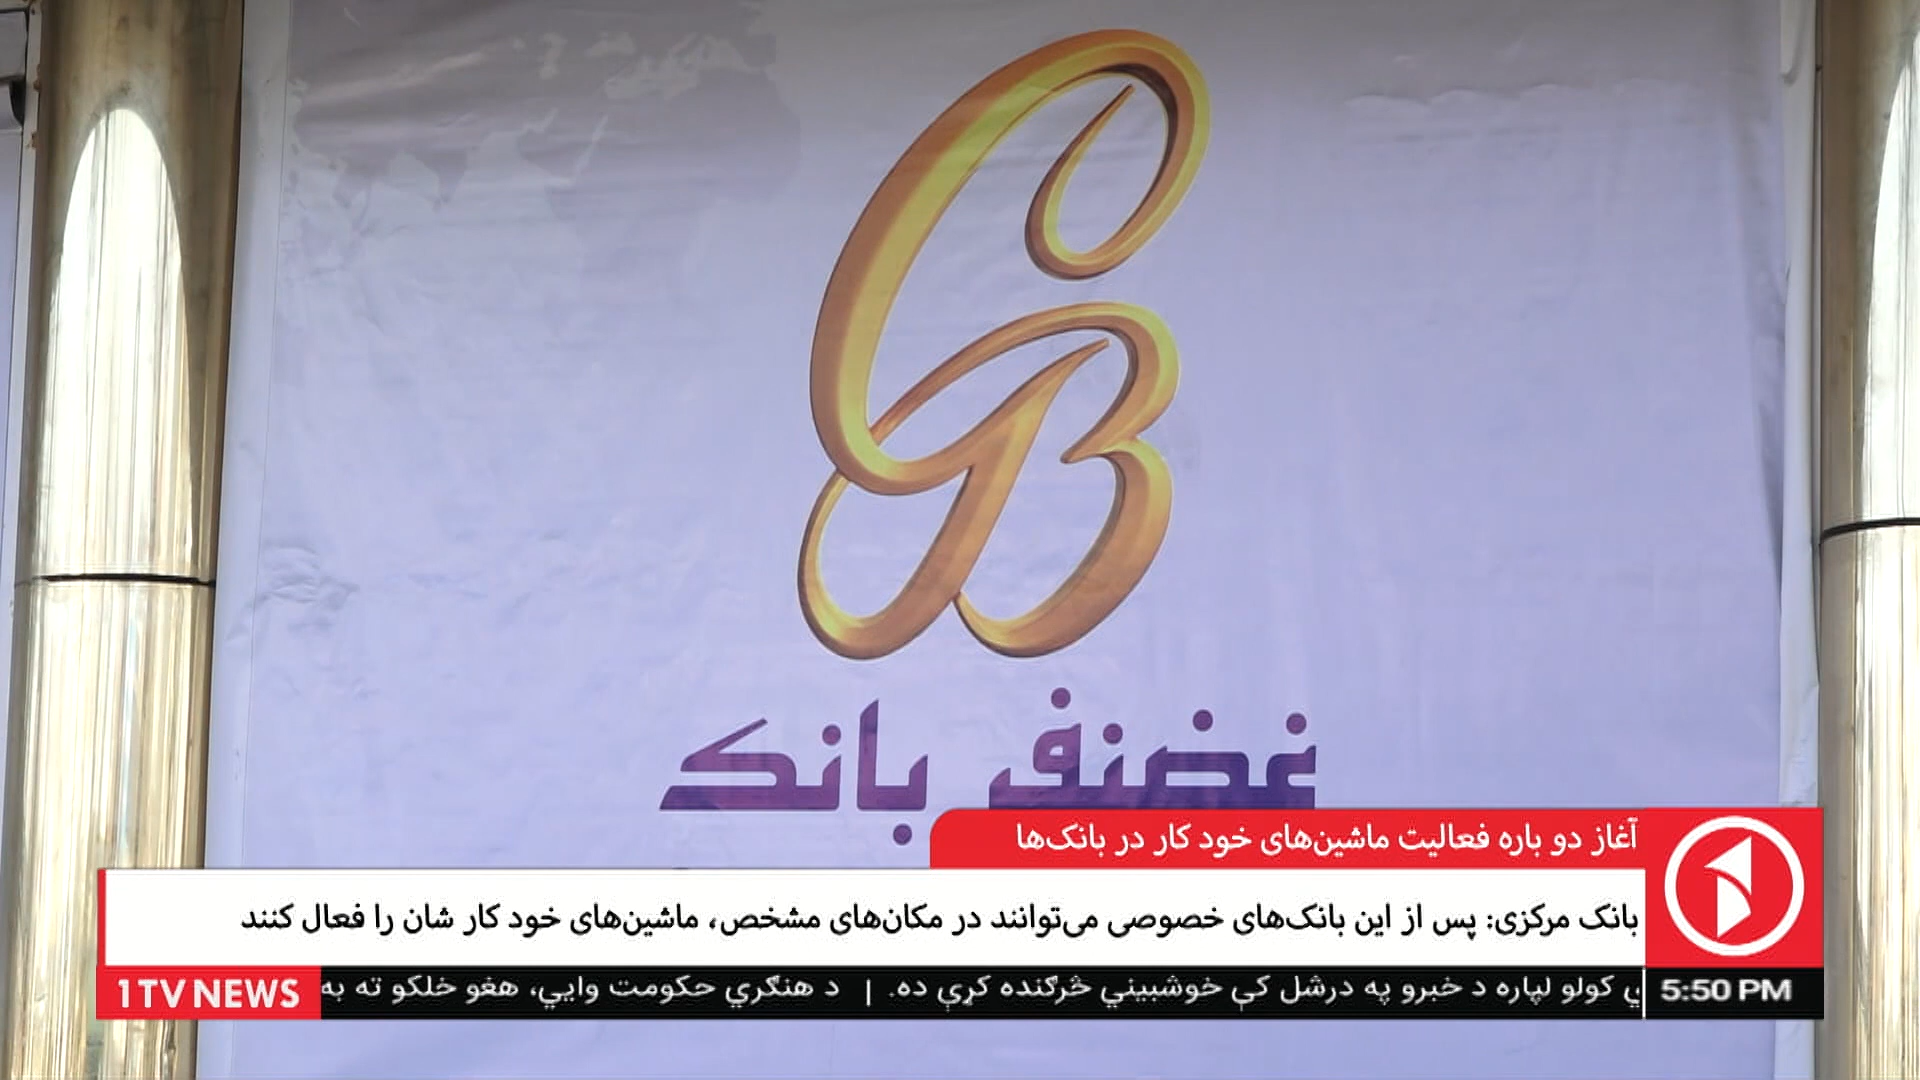 غضنفر بانک
آغاز دو باره فعالیت ماشین‌های خود کار در بانک‌ها
بانک مرکزی: پس از این بانک‌های خصوصی می‌توانند در مکان‌های مشخص، ماشین‌های خود کار شان را فعال کنند
1TV NEWS
کولو لپاره د خبرو په درشل کې خوشبیني څرګنده کړې ده. | د هنګري حکومت وايي، هغو خلکو ته به
5:50 PM